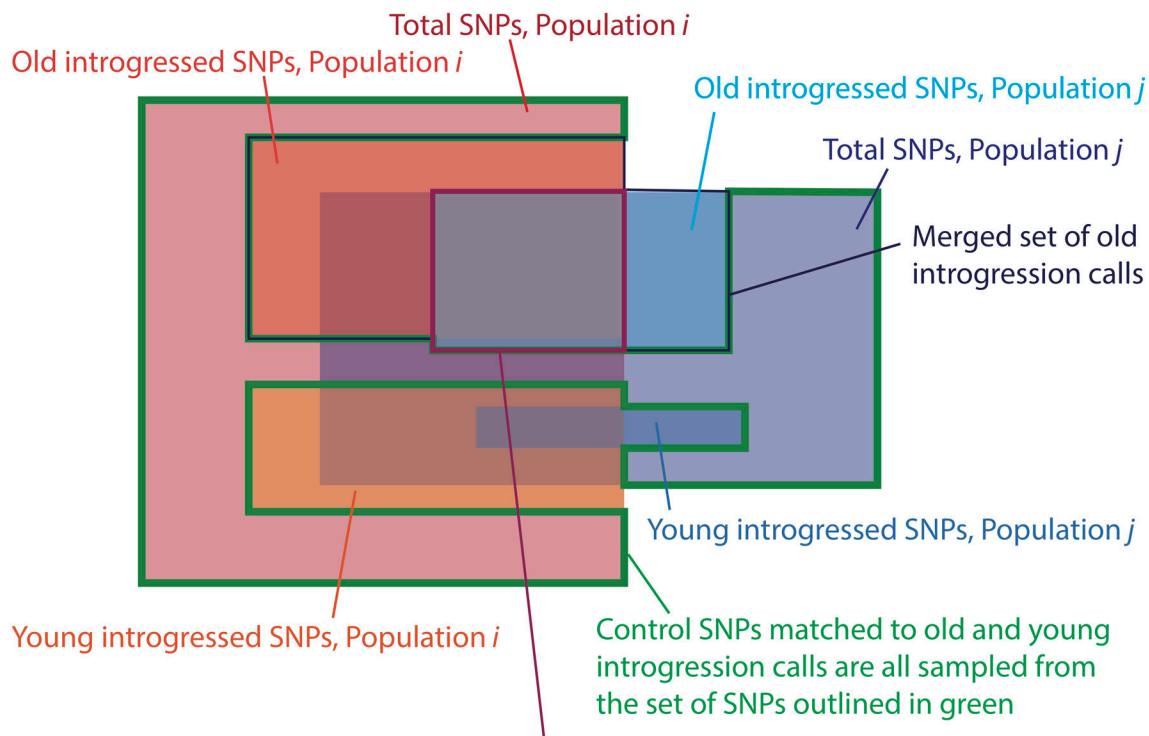 Total SNPs, Population i
Old introgressed SNPs, Population i
Old introgressed SNPs, Population j
Total SNPs, Population j
Merged set of old
introgression calls
Young introgressed SNPs, Population j
Young introgressed SNPs, Population i
Control SNPs matched to old and young
introgression calls are all sampled from
the set of SNPs outlined in green